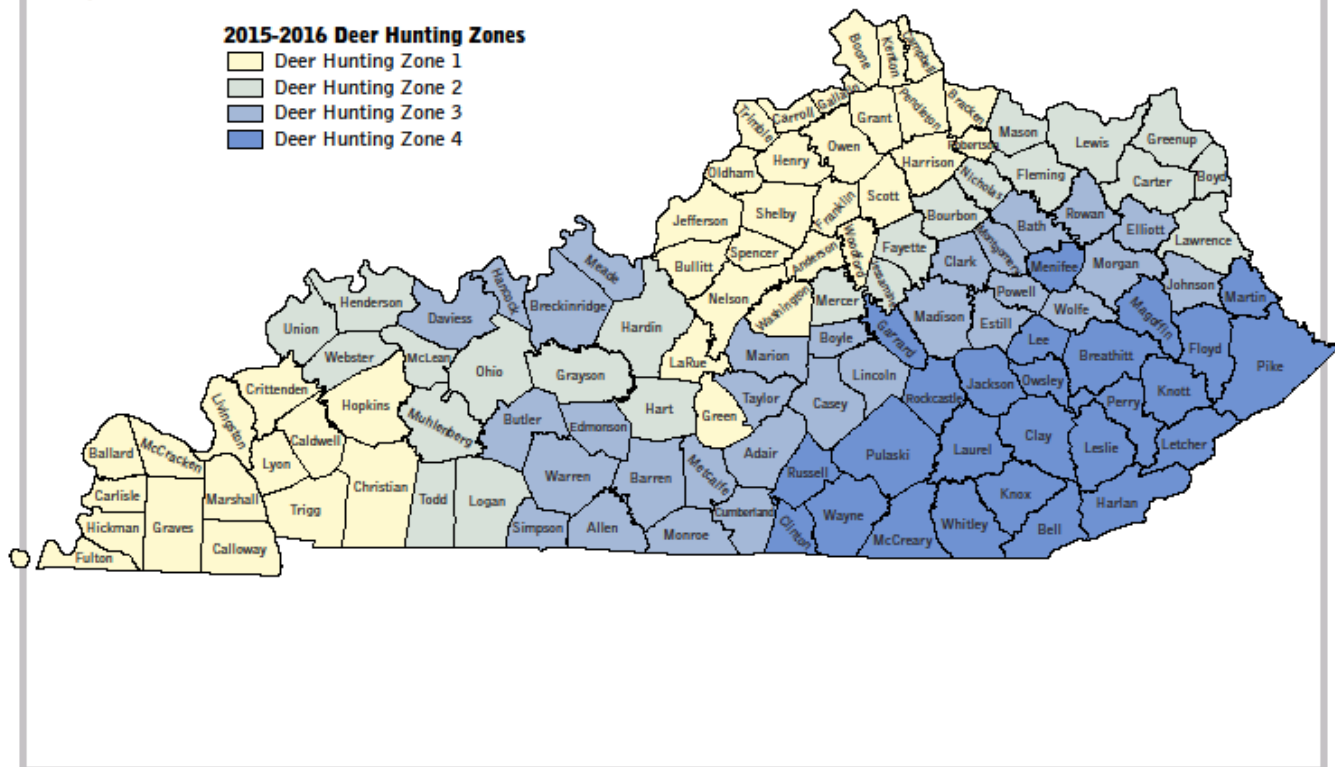 2015-2016 Deer Hunting Zones
Deer Hunting Zone 1
Deer Hunting Zone 2
Deer Hunting Zone 3
Deer Hunting Zone 4
Boone
Kenton
Campbell
Trimble
Carroll
Gallatin
Grant
Pendleton
Bracken
Mason
Lewis
Greenup
Oldham
Henry
Owen
Harrison
Robertson
Nicholas
Fleming
Carter
Boyd
Jefferson
Shelby
Franklin
Scott
Bourbon
Bath
Rowan
Elliott
Lawrence
Bullitt
Spencer
Anderson
Woodford
Fayette
Jessamine
Clark
Montgomery
Menifee
Morgan
Johnson
Martin
Meade
Hancock
Breckinridge
Hardin
Nelson
Washington
Mercer
Garrard
Madison
Powell
Estill
Wolfe
Magoffin
Floyd
Pike
Henderson
Union
Daviess
Webster
McLean
Ohio
Grayson
LaRue
Marion
Boyle
Lincoln
Lee
Breathitt
Knott
Crittenden
Livingston
Hopkins
Muhlenberg
Butler
Edmonson
Hart
Green
Taylor
Casey
Rockcastle
Jackson
Owsley
Perry
Letcher
Ballard
McCracken
Lyon
Caldwell
Christian
Warren
Barren
Metcalfe
Adair
Russell
Pulaski
Laurel
Clay
Leslie
Harlan
Carlisle
Graves
Marshall
Trigg
Todd
Logan
Simpson
Allen
Monroe
Cumberland
Clinton
Wayne
McCreary
Whitley
Knox
Bell
Hickman
Fulton
Calloway